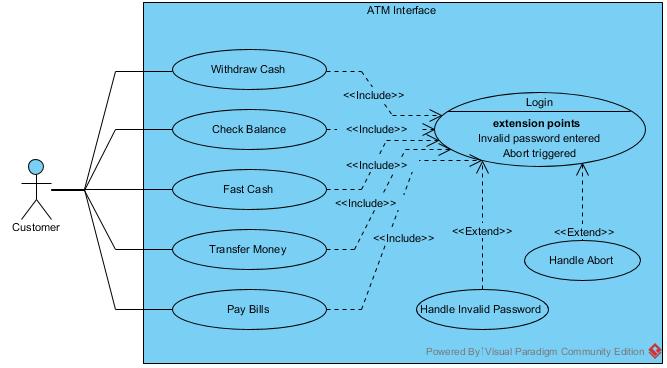 ATM Interface
Withdraw Cash
<<Include>>
Login
extension points
Invalid password entered
Abort triggered
Check Balance
<<Include>>
Fast Cash
<<Include>>
<<Include>>
Customer
Transfer Money
<<Include>>
<<Extend>>
<<Extend>>
Handle Abort
Pay Bills
Handle Invalid Password
Powered By Visual Paradigm Community Edition